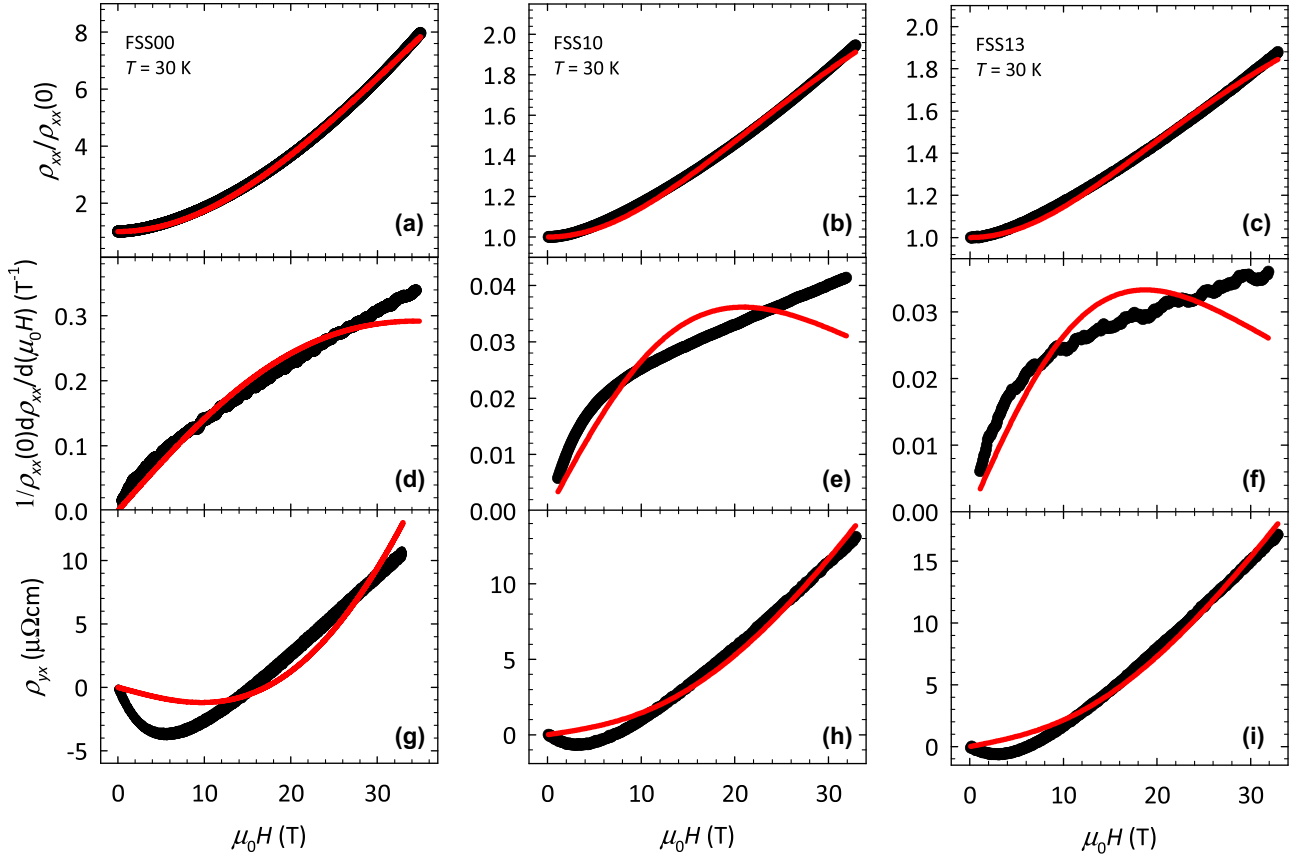 FSS00
T = 30 K
8
6
4
2
ρxx/ρxx(0)
(a)
FSS10
T = 30 K
2.0
1.8
1.6
1.4
1.2
1.0
(b)
FSS13
T = 30 K
2.0
1.8
1.6
1.4
1.2
1.0
(c)
0.3
0.2
0.1
0.0
1/ρxx(0)dρxx/d(μ0H) (T⁻¹)
(d)
0.04
0.03
0.02
0.01
0.00
(e)
0.03
0.02
0.01
0.00
(f)
10
5
0
-5
ρyx (μΩcm)
(g)
10
5
0
(h)
15
10
5
0
(i)
0 10 20 30
μ0H (T)
0 10 20 30
μ0H (T)
0 10 20 30
μ0H (T)